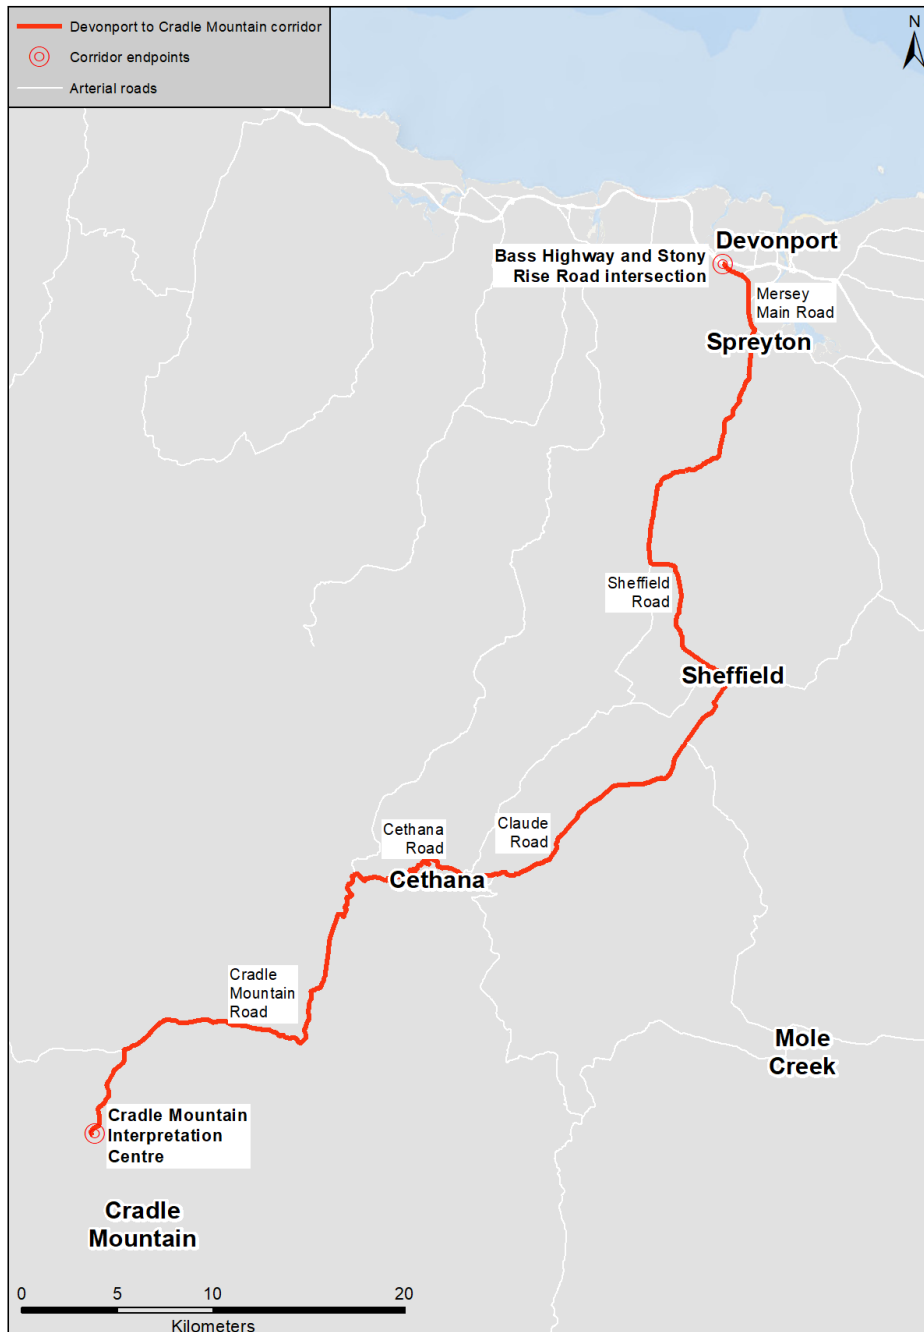 Devonport to Cradle Mountain corridor
Corridor endpoints
Arterial roads
N
Devonport
Bass Highway and Stony
Rise Road intersection
Mersey
Main Road
Spreyton
Sheffield
Road
Sheffield
Cethana
Road
Claude
Road
Cethana
Cradle
Mountain
Road
Mole
Creek
Cradle Mountain
Interpretation
Centre
Cradle
Mountain
0 5 10 20
Kilometers